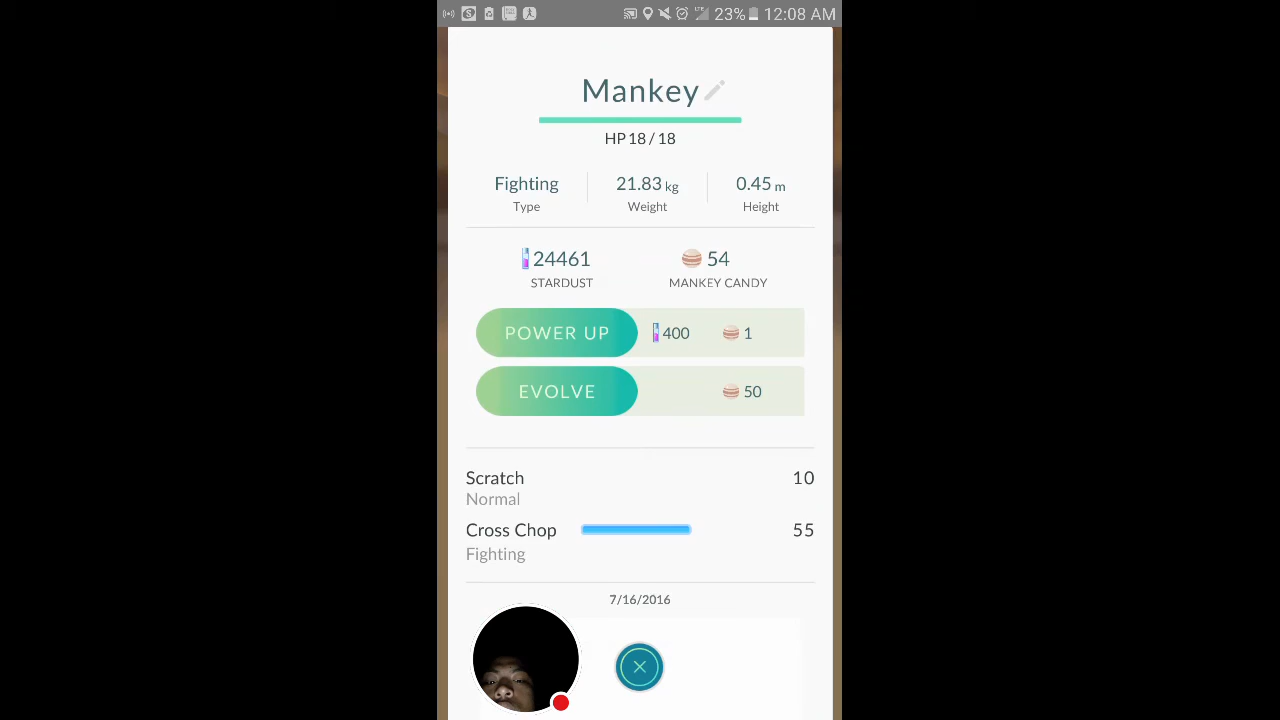 LTE 23% 12:08 AM
Mankey
HP 18 / 18
Fighting 21.83 kg 0.45 m
Type Weight Height
24461 54
STARDUST MANKEY CANDY
POWER UP 400 1
EVOLVE 50
Scratch 10
Normal
Cross Chop 55
Fighting
7/16/2016